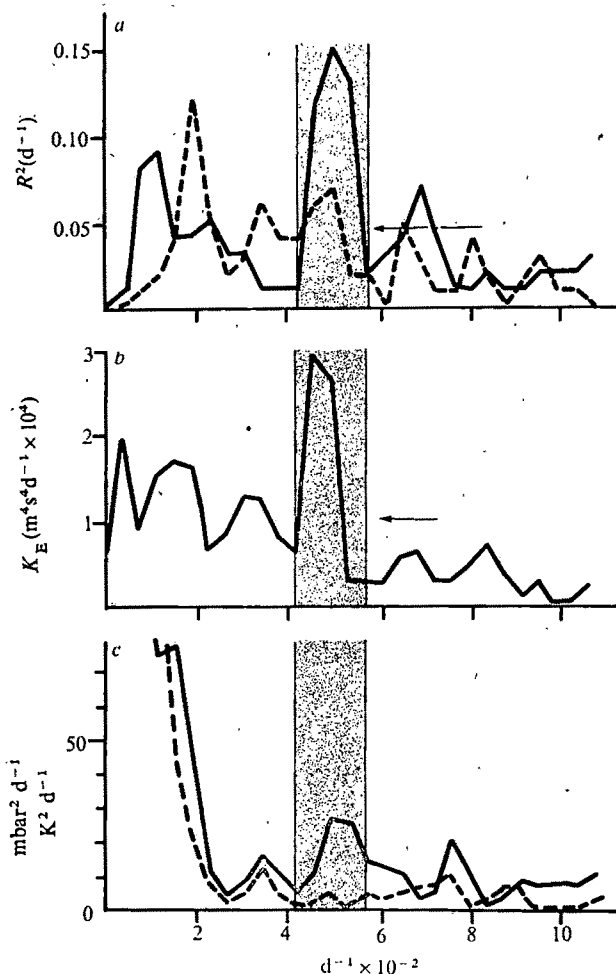 a
0.15
0.10
0.05
R²(d⁻¹)
b
3
2
1
K_E (m⁴s⁴d⁻¹ × 10⁴)
c
50
0
mbar² d⁻¹
K² d⁻¹
2 4 6 8 10
d⁻¹ × 10⁻²